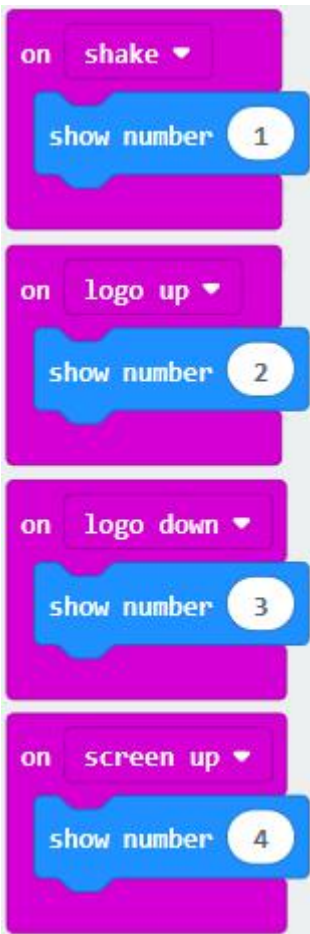 on shake
show number 1
on logo up
show number 2
on logo down
show number 3
on screen up
show number 4